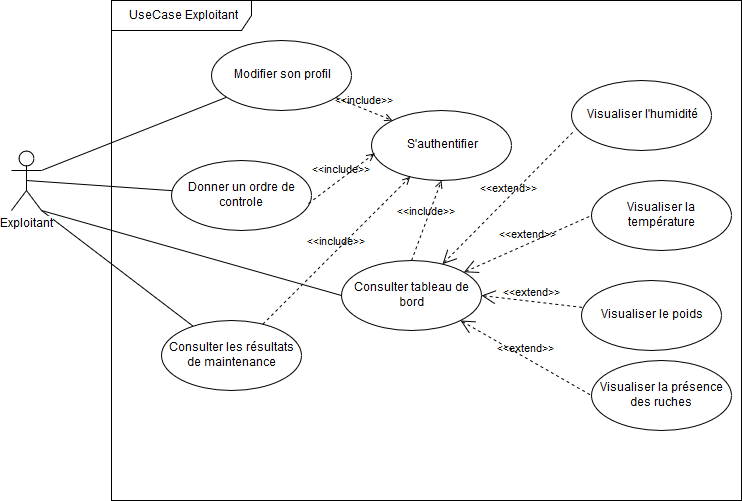 UseCase Exploitant
Modifier son profil
<<include>>
S'authentifier
Visualiser l'humidité
Exploitant
Donner un ordre de
controle
<<include>>
<<extend>>
<<include>>
Visualiser la
température
<<extend>>
<<include>>
Consulter tableau de
bord
<<extend>>
Visualiser le poids
Consulter les résultats
de maintenance
<<extend>>
Visualiser la présence
des ruches